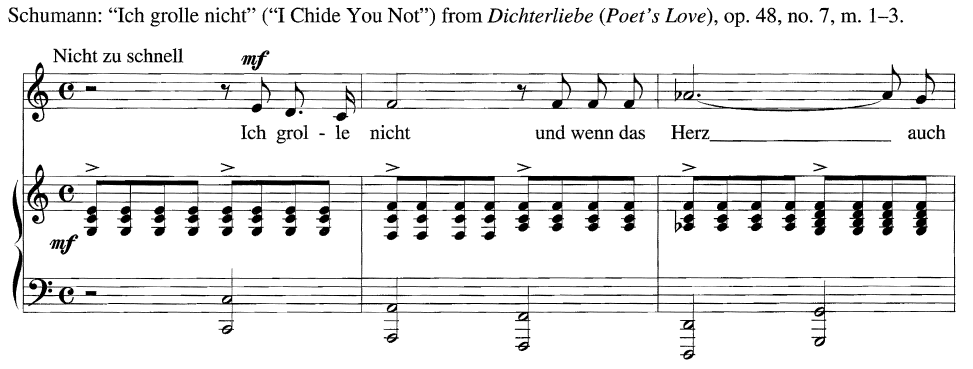 Schumann: “Ich grolle nicht” (“I Chide You Not”) from Dichterliebe (Poet’s Love), op. 48, no. 7, m. 1–3.
Nicht zu schnell
mf
Ich grol - le nicht und wenn das Herz auch
mf